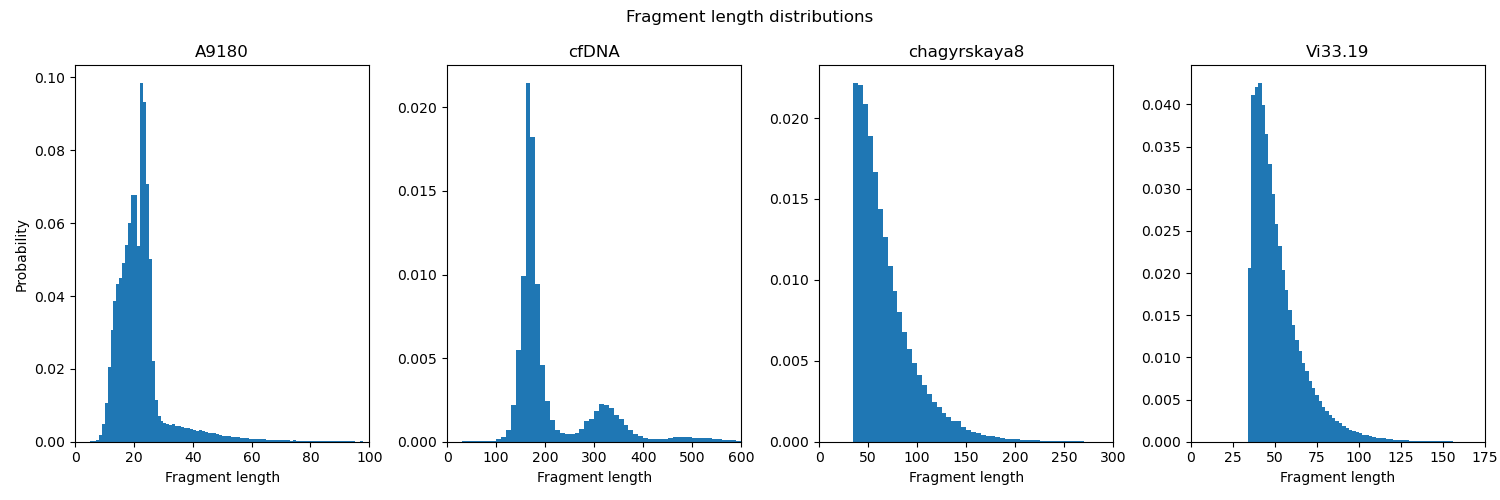 Fragment length distributions
A9180
cfDNA
chagyrskaya8
Vi33.19
Probability
0.10
0.08
0.06
0.04
0.02
0.00
0 20 40 60 80 100
Fragment length
0.020
0.015
0.010
0.005
0.000
0 100 200 300 400 500 600
Fragment length
0.020
0.015
0.010
0.005
0.000
0 50 100 150 200 250 300
Fragment length
0.040
0.035
0.030
0.025
0.020
0.015
0.010
0.005
0.000
0 25 50 75 100 125 150 175
Fragment length